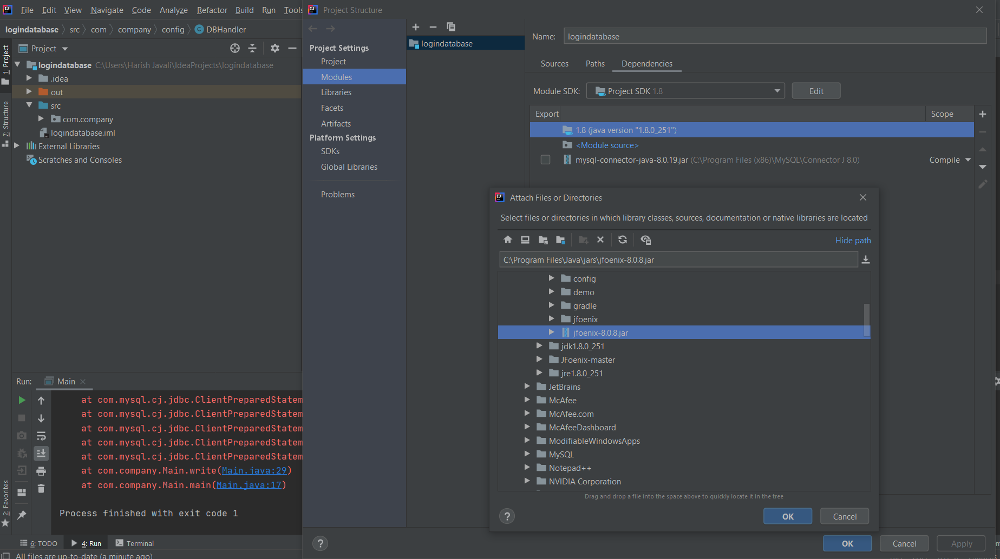 File Edit View Navigate Code Analyze Refactor Build Run Tools
logindatabase src com company config DBHandler
1: Project
7: Structure
2: Favorites
Project
logindatabase C:\Users\Harish Javali\IdeaProjects\logindatabase
.idea
out
src
com.company
logindatabase.iml
External Libraries
Scratches and Consoles
Run: Main
at com.mysql.cj.jdbc.ClientPreparedStatem
at com.mysql.cj.jdbc.ClientPreparedStatem
at com.mysql.cj.jdbc.ClientPreparedStatem
at com.mysql.cj.jdbc.ClientPreparedStatem
at com.mysql.cj.jdbc.ClientPreparedStatem
at com.company.Main.write(Main.java:29)
at com.company.Main.main(Main.java:17)
Process finished with exit code 1
6: TODO 4: Run Terminal
All files are up-to-date (a minute ago)
Project Structure
Project Settings
Project
Modules
Libraries
Facets
Artifacts
Platform Settings
SDKs
Global Libraries
Problems
logindatabase
Name: logindatabase
Sources Paths Dependencies
Module SDK: Project SDK 1.8 Edit
Export Scope
1.8 (java version "1.8.0_251")
<Module source>
mysql-connector-java-8.0.19.jar (C:\Program Files (x86)\MySQL\Connector J 8.0) Compile
Attach Files or Directories
Select files or directories in which library classes, sources, documentation or native libraries are located
Hide path
C:\Program Files\Java\jars\jfoenix-8.0.8.jar
config
demo
gradle
jfoenix
jfoenix-8.0.8.jar
jdk1.8.0_251
JFoenix-master
jre1.8.0_251
JetBrains
McAfee
McAfee.com
McAfeeDashboard
ModifiableWindowsApps
MySQL
Notepad++
NVIDIA Corporation
Drag and drop a file into the space above to quickly locate it in the tree
? OK Cancel
? OK Cancel Apply